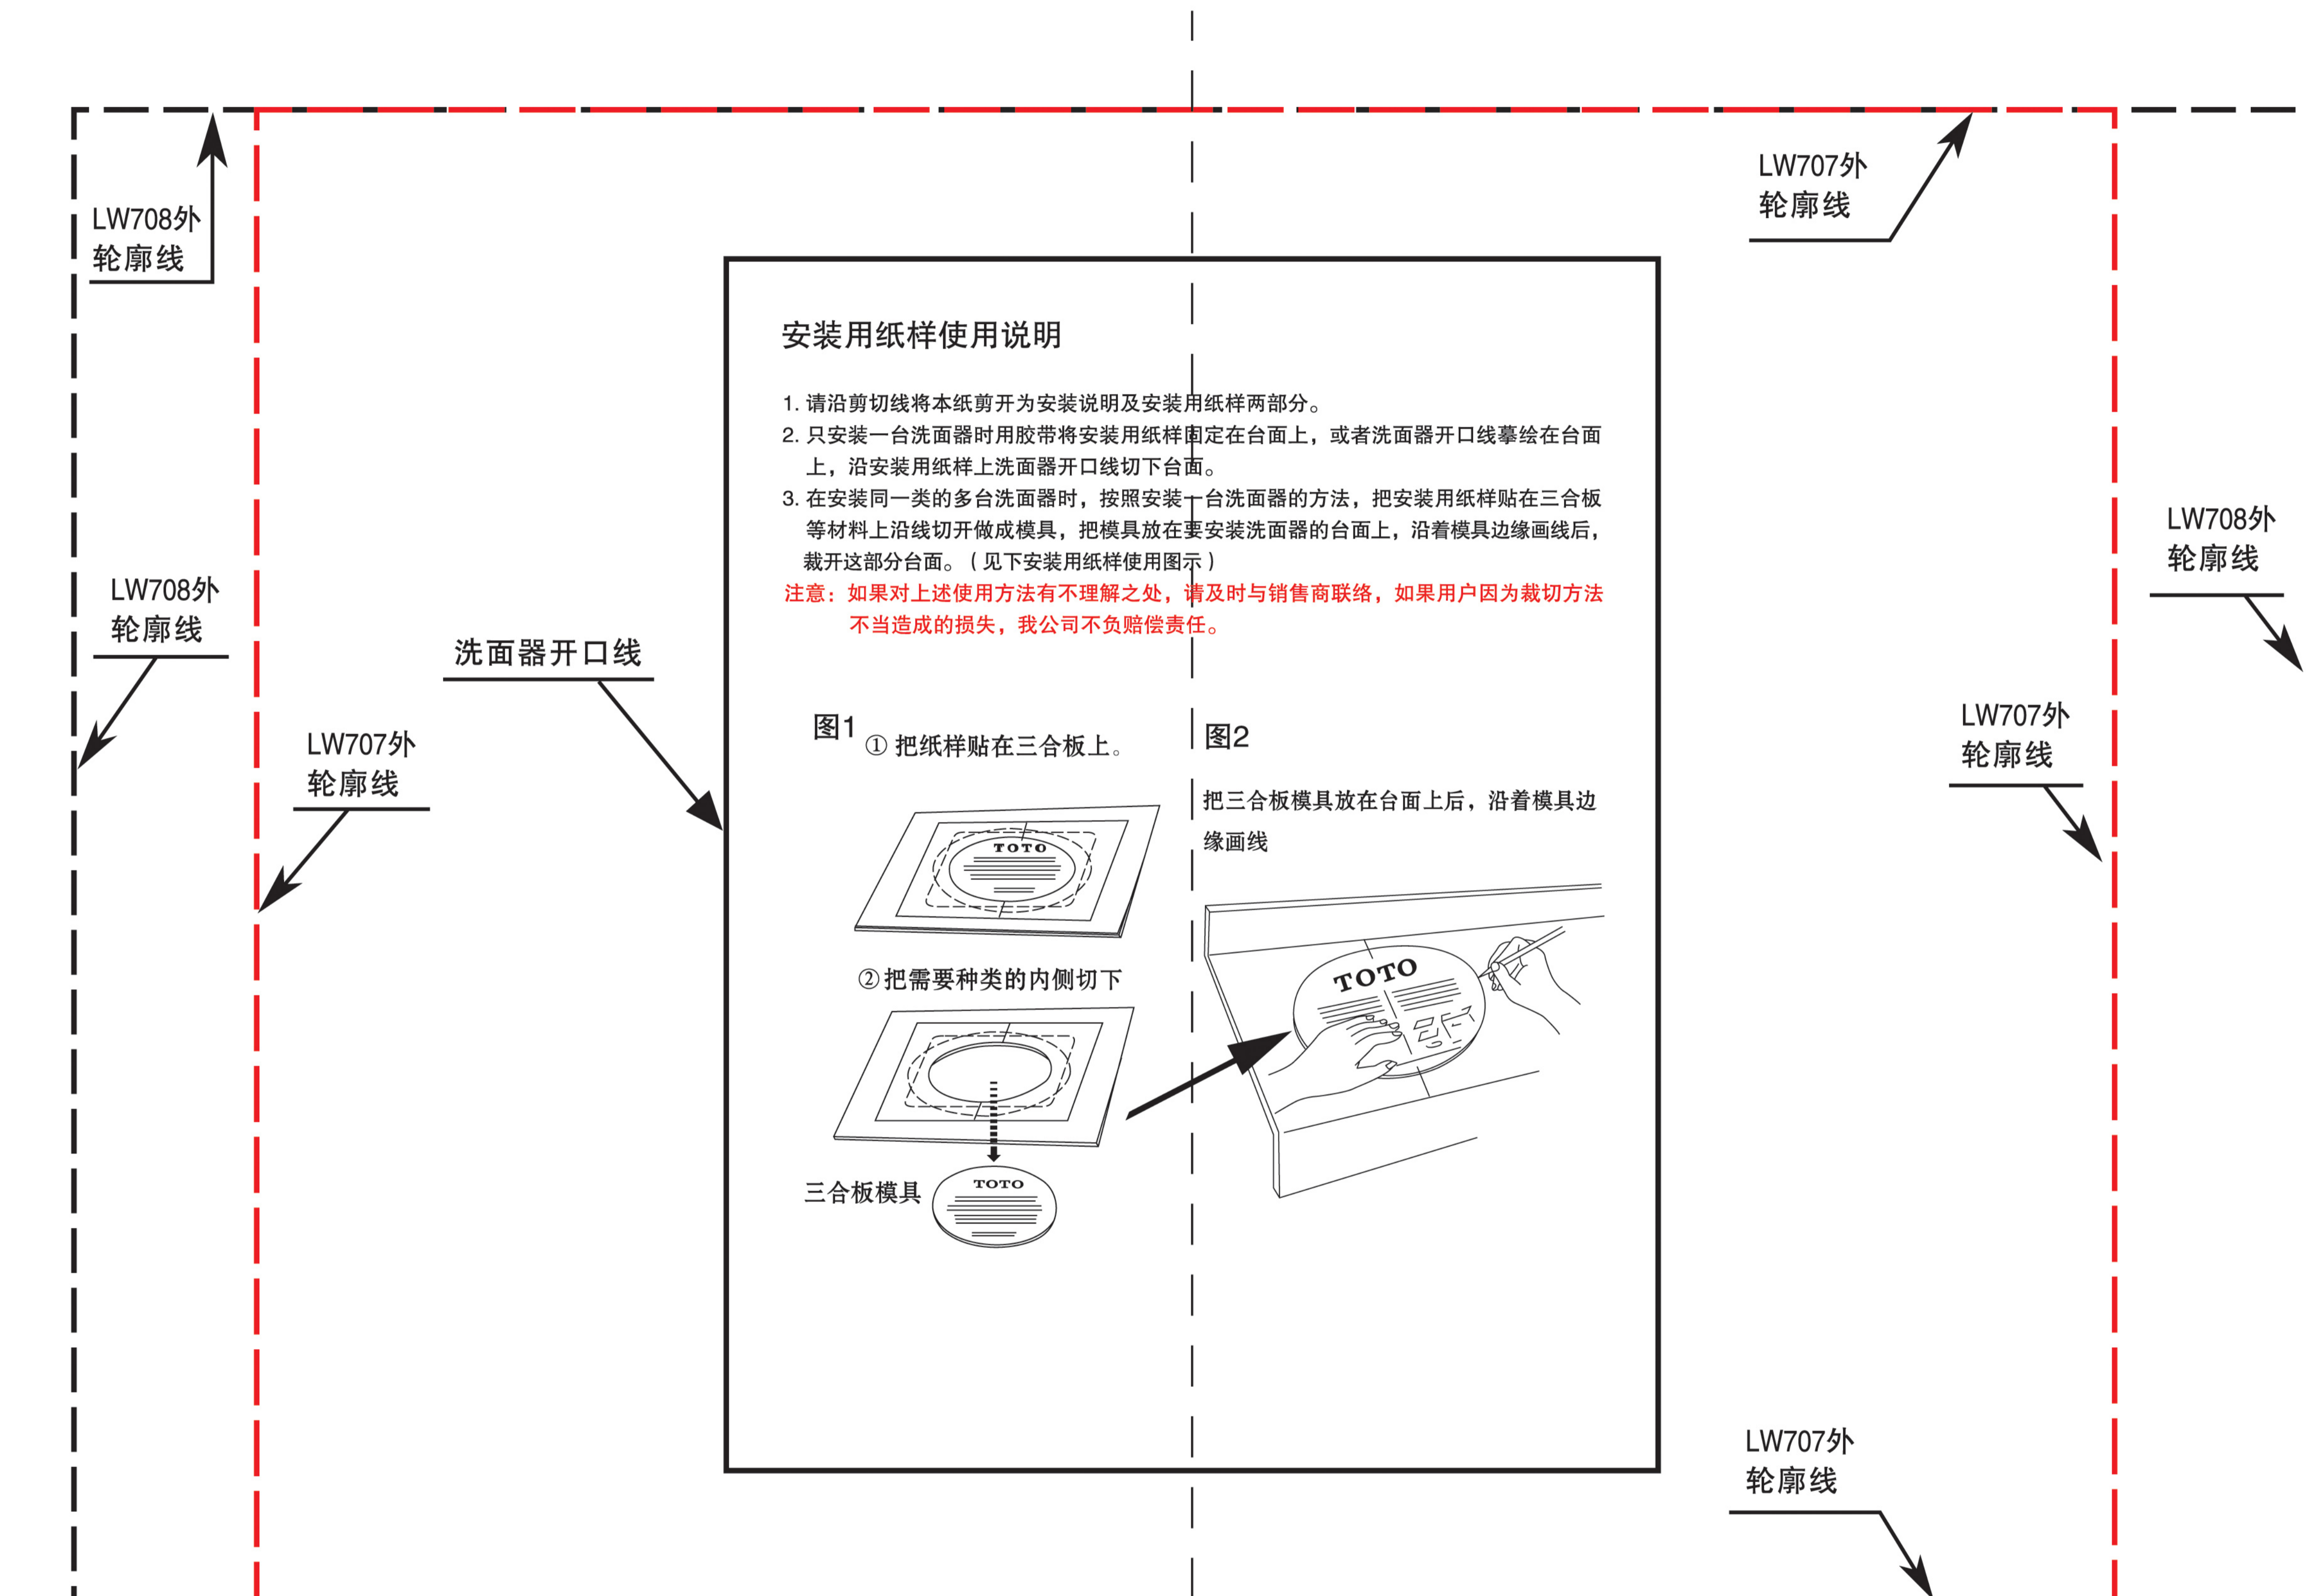 LW708外
轮廓线
LW707外
轮廓线
安装用纸样使用说明
1. 请沿剪切线将本纸剪开为安装说明及安装用纸样两部分。
2. 只安装一台洗面器时用胶带将安装用纸样固定在台面上，或者洗面器开口线摹绘在台面
上，沿安装用纸样上洗面器开口线切下台面。
3. 在安装同一类的多台洗面器时，按照安装一台洗面器的方法，把安装用纸样贴在三合板
等材料上沿线切开做成模具，把模具放在要安装洗面器的台面上，沿着模具边缘画线后，
裁开这部分台面。（见下安装用纸样使用图示）
注意：如果对上述使用方法有不理解之处，请及时与销售商联络，如果用户因为裁切方法
不当造成的损失，我公司不负赔偿责任。
LW708外
轮廓线
LW708外
轮廓线
洗面器开口线
LW707外
轮廓线
LW707外
轮廓线
图1
① 把纸样贴在三合板上。
TOTO
② 把需要种类的内侧切下
三合板模具
TOTO
图2
把三合板模具放在台面上后，沿着模具边
缘画线
TOTO
LW707外
轮廓线